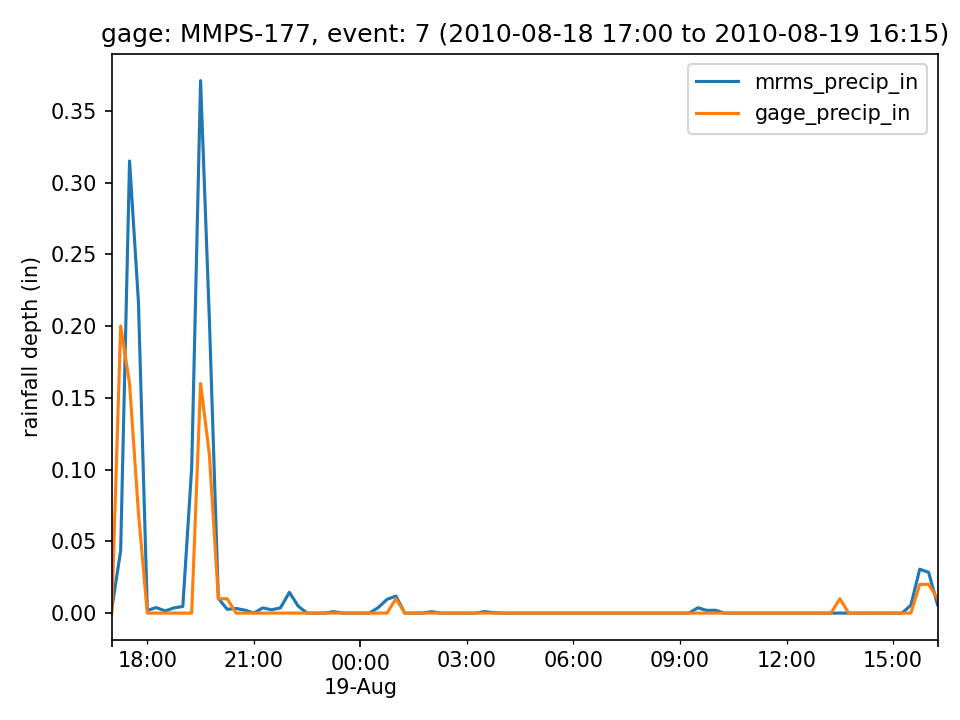 gage: MMPS-177, event: 7 (2010-08-18 17:00 to 2010-08-19 16:15)
mrms_precip_in
gage_precip_in
rainfall depth (in)
0.35
0.30
0.25
0.20
0.15
0.10
0.05
0.00
18:00 21:00 00:00 03:00 06:00 09:00 12:00 15:00
19-Aug